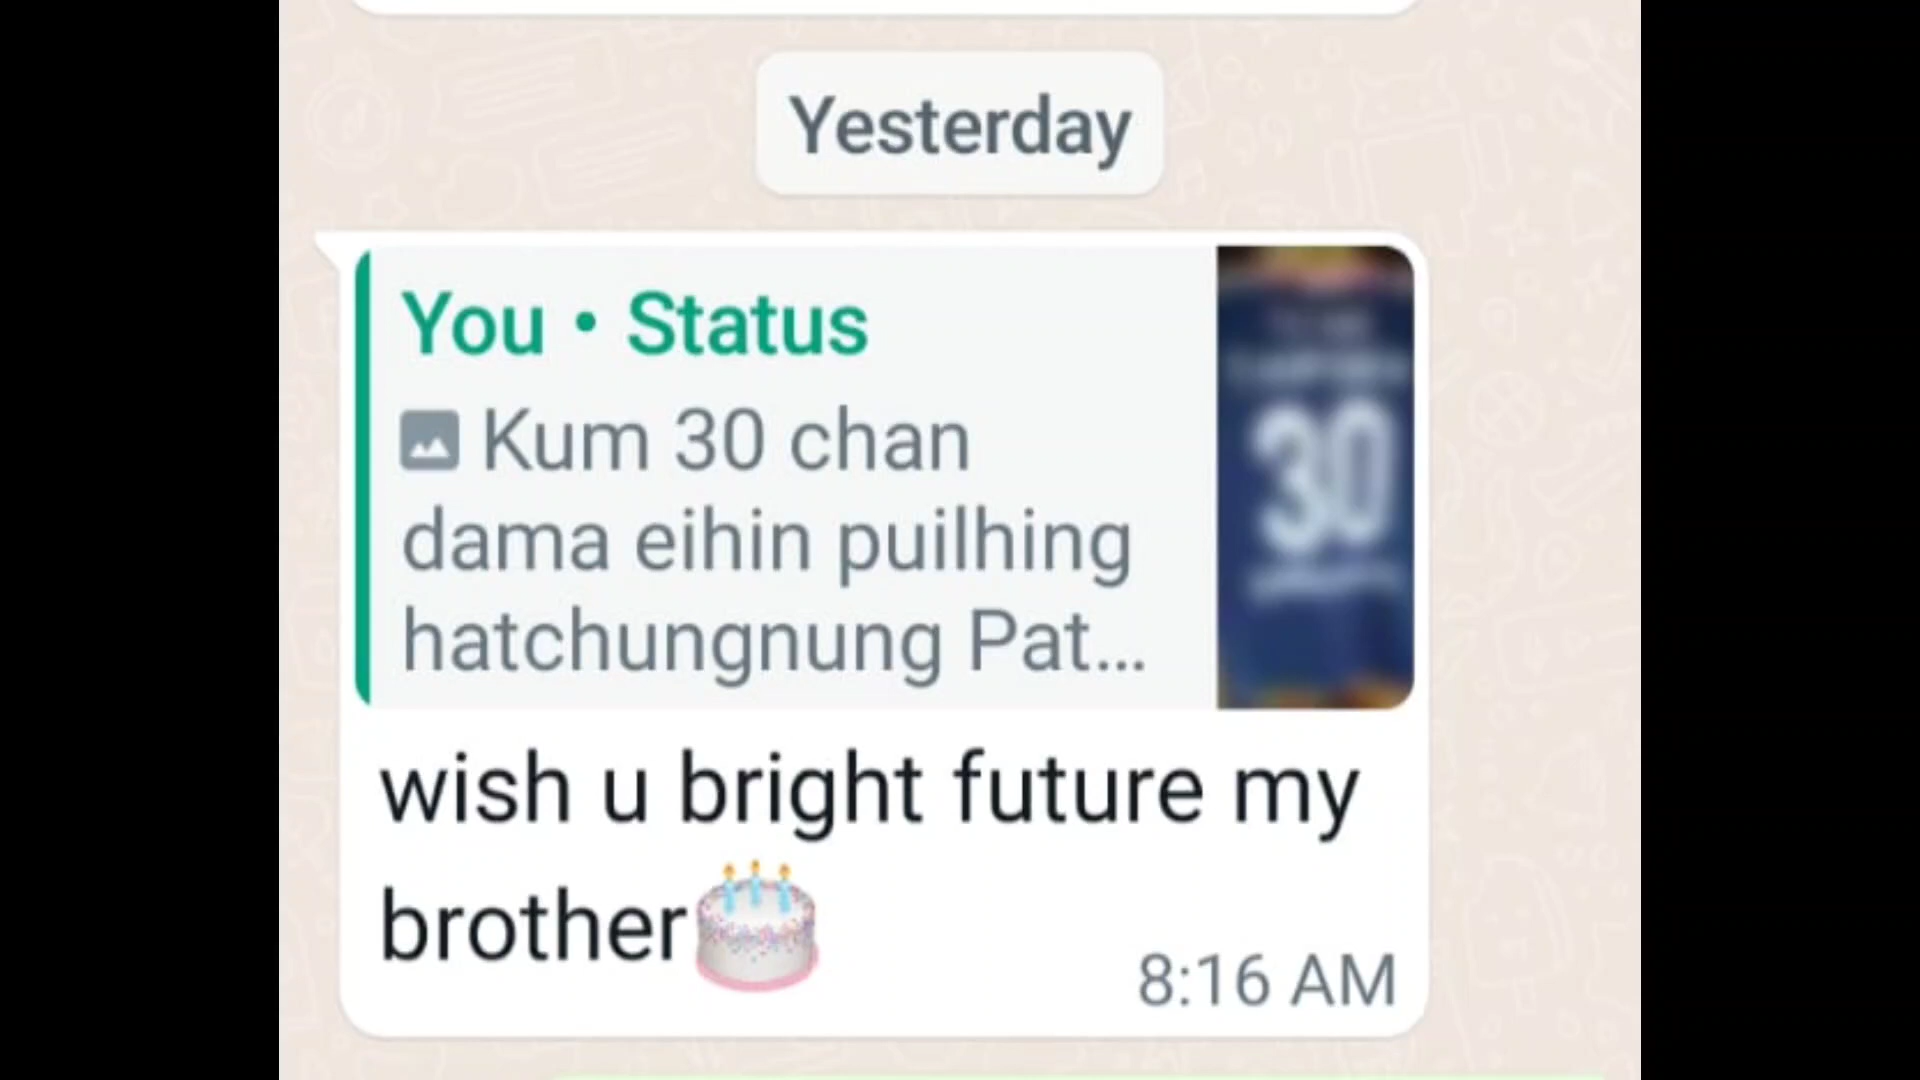 Yesterday
You • Status
Kum 30 chan
dama eihin puilhing
hatchungnung Pat...
30
wish u bright future my
brother🎂
8:16 AM